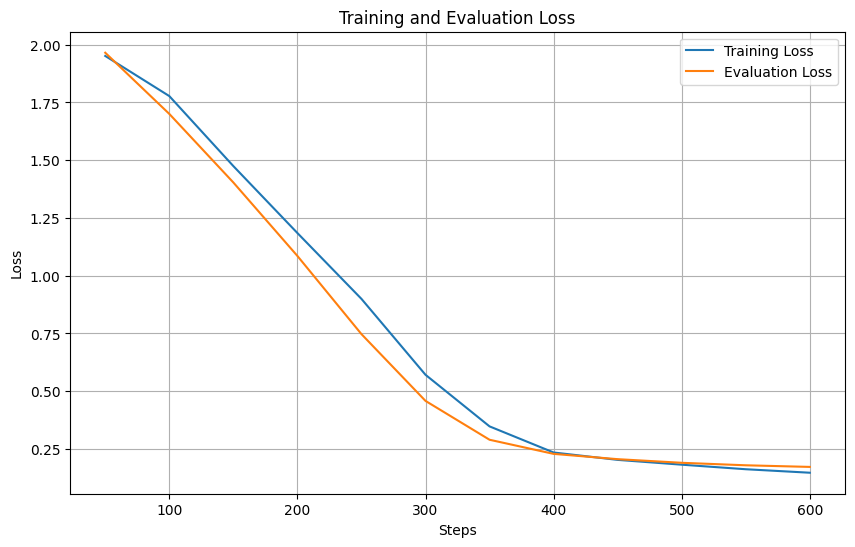 Training and Evaluation Loss
Training Loss
Evaluation Loss
2.00
1.75
1.50
1.25
1.00
0.75
0.50
0.25
Loss
100 200 300 400 500 600
Steps